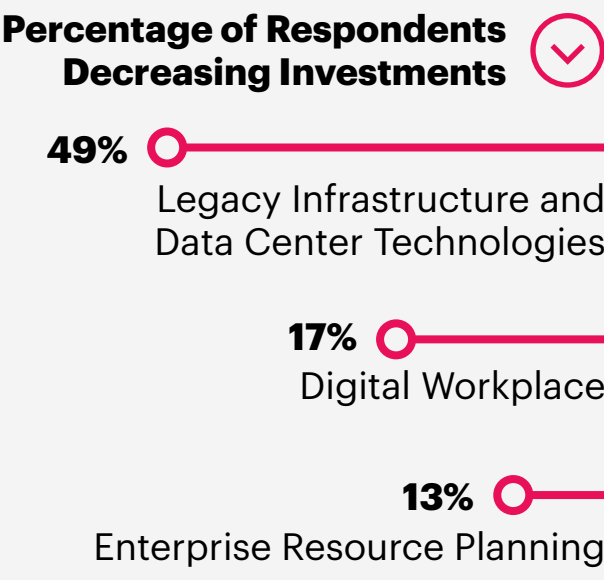 Percentage of Respondents
Decreasing Investments
49%
Legacy Infrastructure and
Data Center Technologies
17%
Digital Workplace
13%
Enterprise Resource Planning